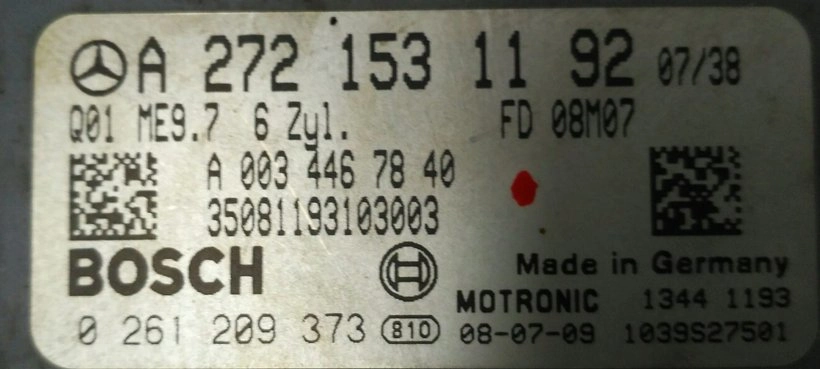 A 272 153 11 92 07/38
Q01 ME9.7 6 Zyl. FD 08M07
A 003 446 78 40
35081193103003
BOSCH
Made in Germany
MOTRONIC 1344 1193
0 261 209 373 810 08-07-09 1039S27501